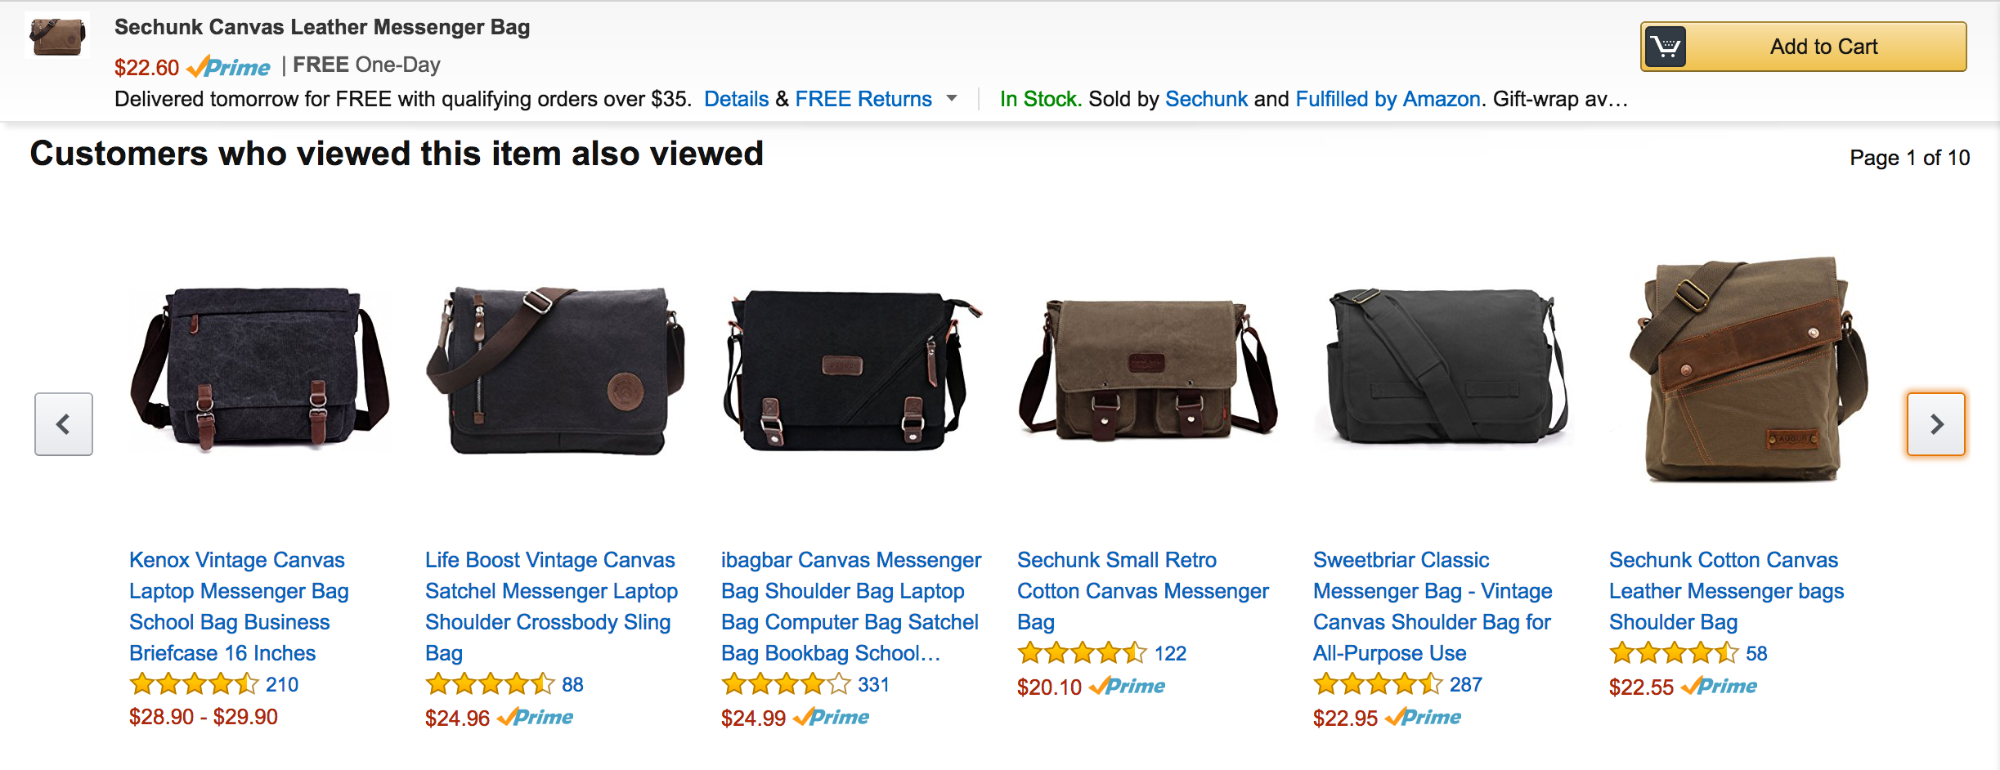 Sechunk Canvas Leather Messenger Bag
$22.60 Prime | FREE One-Day
Add to Cart
Delivered tomorrow for FREE with qualifying orders over $35. Details & FREE Returns
In Stock. Sold by Sechunk and Fulfilled by Amazon. Gift-wrap av…
Customers who viewed this item also viewed
Page 1 of 10
Kenox Vintage Canvas
Laptop Messenger Bag
School Bag Business
Briefcase 16 Inches
210
$28.90 - $29.90
Life Boost Vintage Canvas
Satchel Messenger Laptop
Shoulder Crossbody Sling
Bag
88
$24.96 Prime
ibagbar Canvas Messenger
Bag Shoulder Bag Laptop
Bag Computer Bag Satchel
Bag Bookbag School…
331
$24.99 Prime
Sechunk Small Retro
Cotton Canvas Messenger
Bag
122
$20.10 Prime
Sweetbriar Classic
Messenger Bag - Vintage
Canvas Shoulder Bag for
All-Purpose Use
287
$22.95 Prime
Sechunk Cotton Canvas
Leather Messenger bags
Shoulder Bag
58
$22.55 Prime